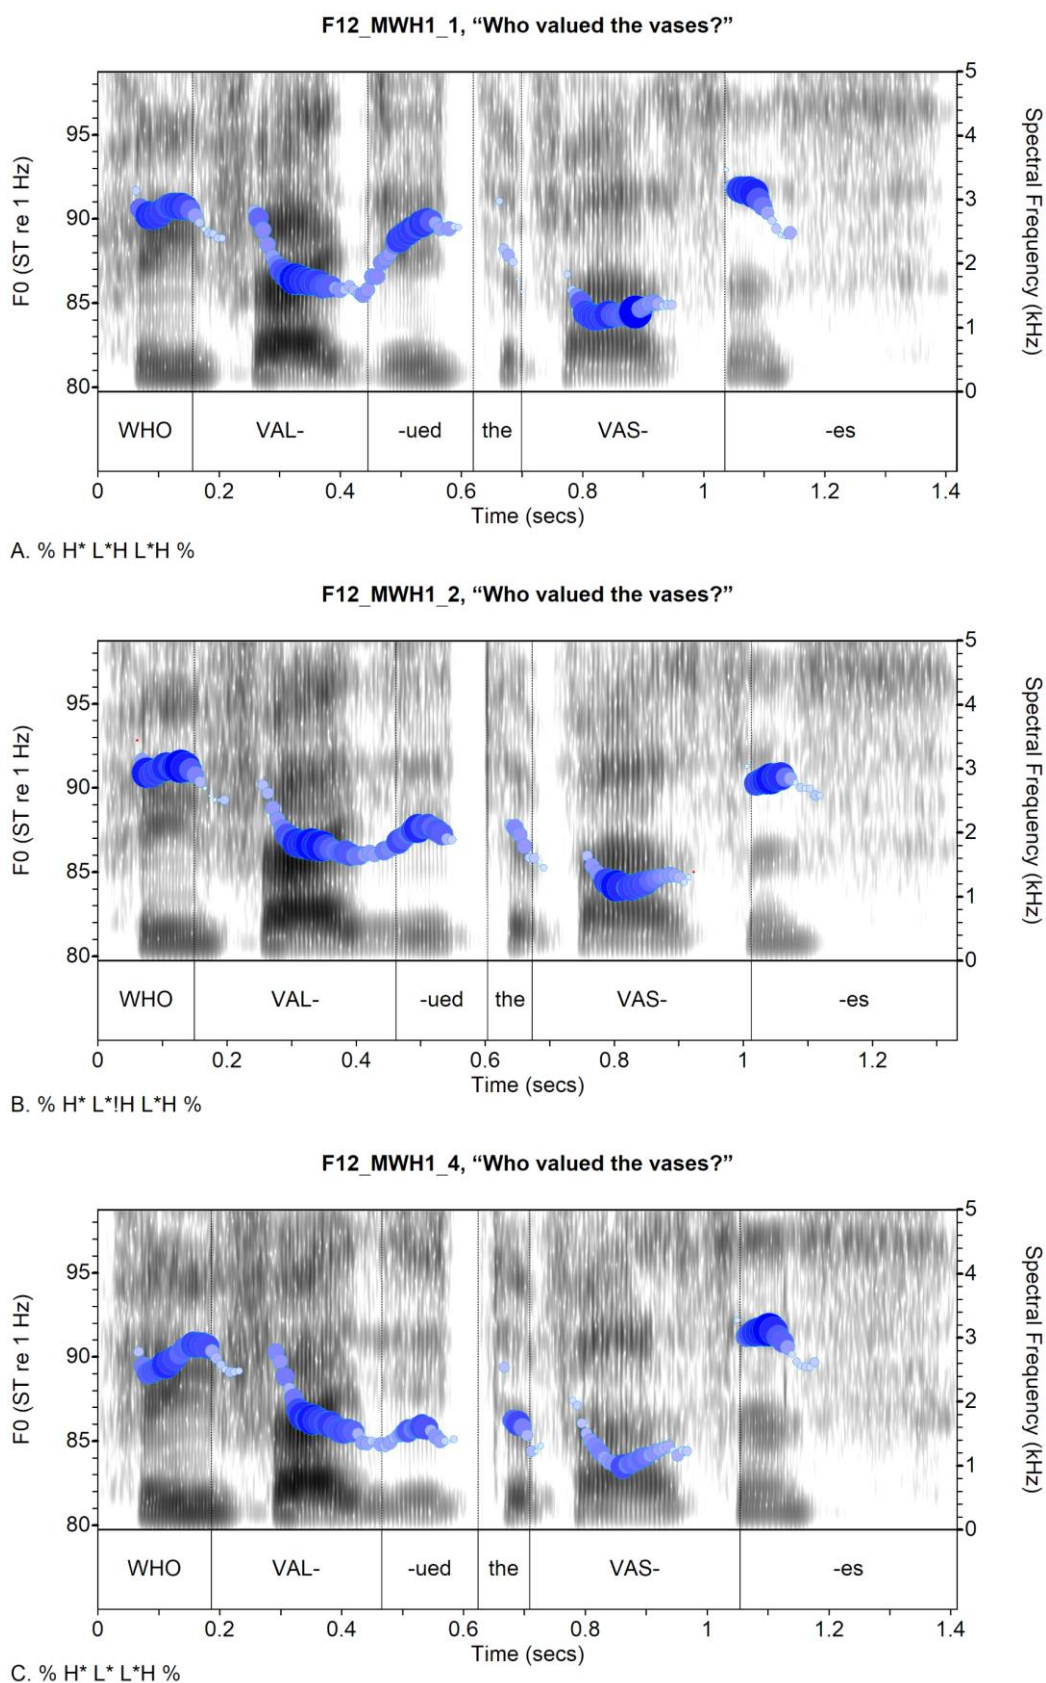 F12_MWH1_1, “Who valued the vases?”
95
90
85
80
F0 (ST re 1 Hz)
5
4
3
2
1
0
Spectral Frequency (kHz)
WHO VAL- -ued the VAS- -es
0 0.2 0.4 0.6 0.8 1 1.2 1.4
Time (secs)
A. % H* L*H L*H %
F12_MWH1_2, “Who valued the vases?”
95
90
85
80
F0 (ST re 1 Hz)
5
4
3
2
1
0
Spectral Frequency (kHz)
WHO VAL- -ued the VAS- -es
0 0.2 0.4 0.6 0.8 1 1.2
Time (secs)
B. % H* L*!H L*H %
F12_MWH1_4, “Who valued the vases?”
95
90
85
80
F0 (ST re 1 Hz)
5
4
3
2
1
0
Spectral Frequency (kHz)
WHO VAL- -ued the VAS- -es
0 0.2 0.4 0.6 0.8 1 1.2 1.4
Time (secs)
C. % H* L* L*H %